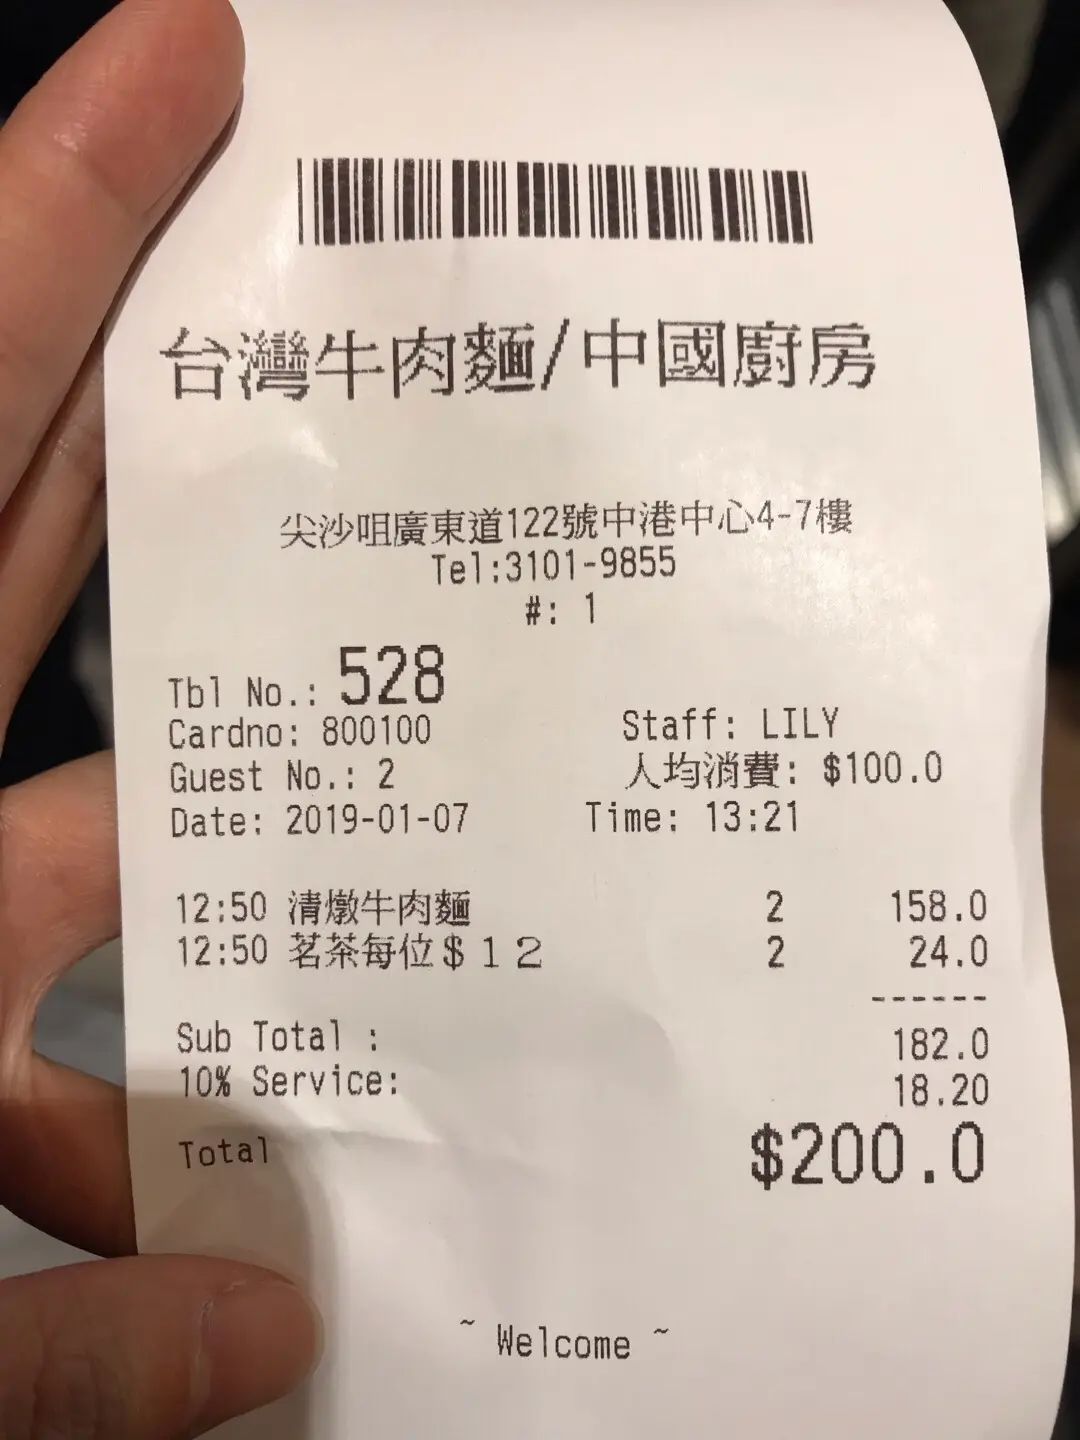 台灣牛肉麵/中國廚房
尖沙咀廣東道122號中港中心4-7樓
Tel:3101-9855
#: 1
Tbl No.: 528
Cardno: 800100 Staff: LILY
Guest No.: 2 人均消費: $100.0
Date: 2019-01-07 Time: 13:21
12:50 清燉牛肉麵 2 158.0
12:50 茗茶每位＄１２ 2 24.0
------
Sub Total : 182.0
10% Service: 18.20
Total $200.0
~ Welcome ~